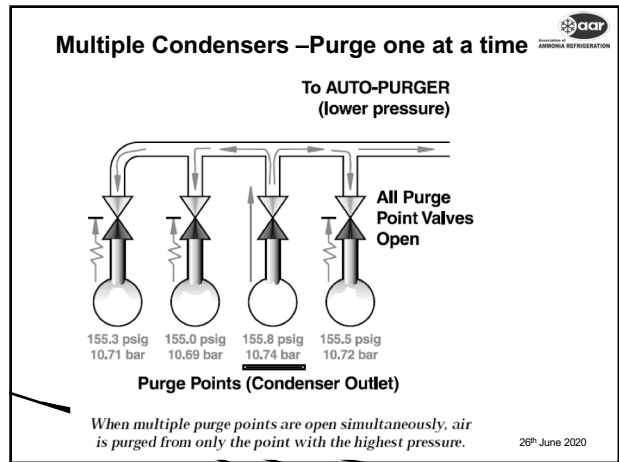 Multiple Condensers –Purge one at a time
aar
Association of
AMMONIA REFRIGERATION
To AUTO-PURGER
(lower pressure)
All Purge
Point Valves
Open
155.3 psig 155.0 psig 155.8 psig 155.5 psig
10.71 bar 10.69 bar 10.74 bar 10.72 bar
Purge Points (Condenser Outlet)
When multiple purge points are open simultaneously, air
is purged from only the point with the highest pressure.
26th June 2020